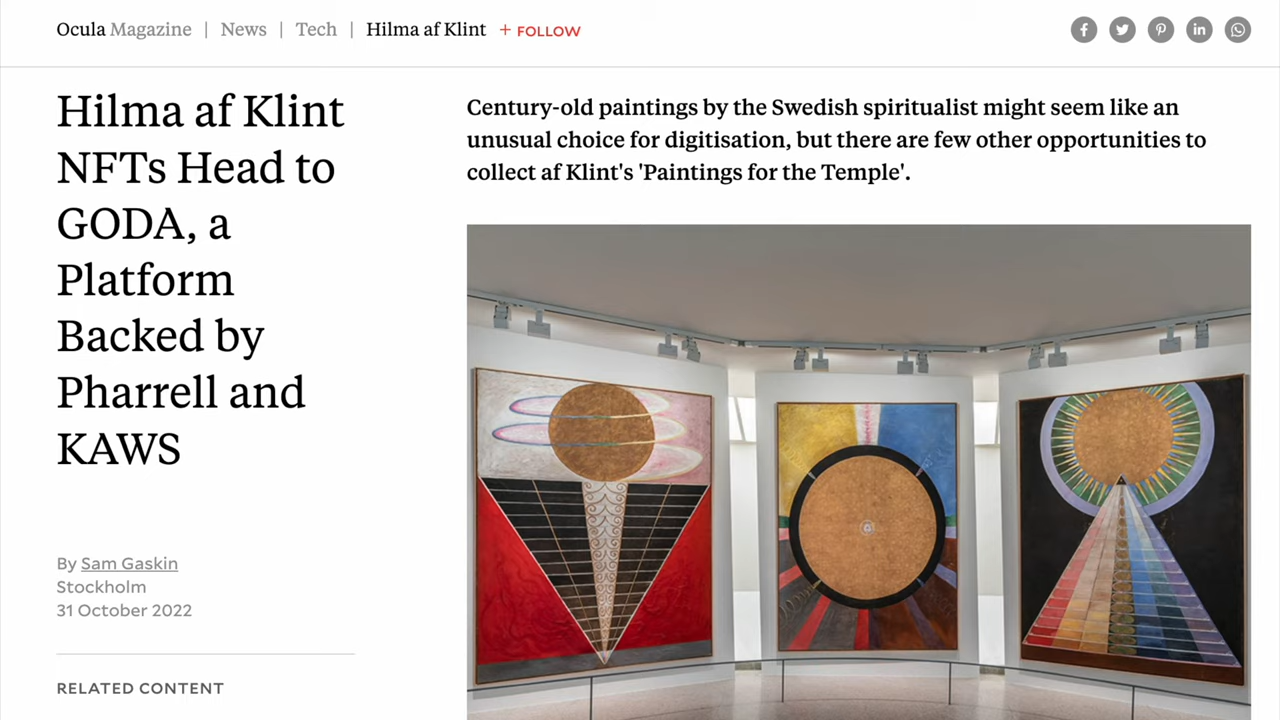 Ocula Magazine | News | Tech | Hilma af Klint + FOLLOW
Hilma af Klint
NFTs Head to
GODA, a
Platform
Backed by
Pharrell and
KAWS
By Sam Gaskin
Stockholm
31 October 2022
RELATED CONTENT
Century-old paintings by the Swedish spiritualist might seem like an
unusual choice for digitisation, but there are few other opportunities to
collect af Klint's 'Paintings for the Temple'.